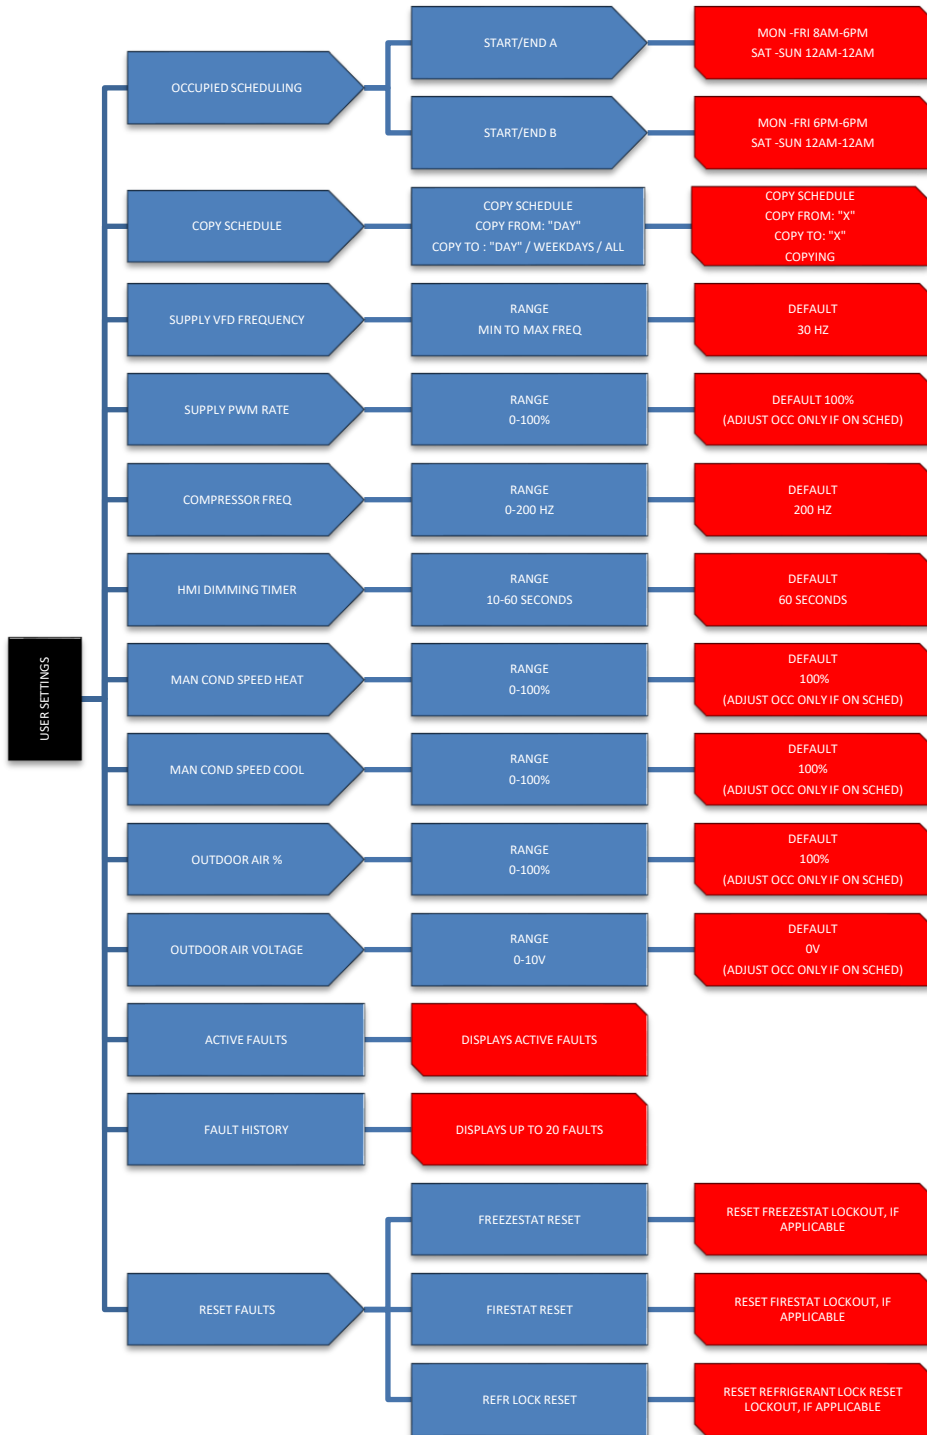 USER SETTINGS
OCCUPIED SCHEDULING
START/END A
MON -FRI 8AM-6PM
SAT -SUN 12AM-12AM
START/END B
MON -FRI 6PM-6PM
SAT -SUN 12AM-12AM
COPY SCHEDULE
COPY SCHEDULE
COPY FROM: "DAY"
COPY TO : "DAY" / WEEKDAYS / ALL
COPY SCHEDULE
COPY FROM: "X"
COPY TO: "X"
COPYING
SUPPLY VFD FREQUENCY
RANGE
MIN TO MAX FREQ
DEFAULT
30 HZ
SUPPLY PWM RATE
RANGE
0-100%
DEFAULT 100%
(ADJUST OCC ONLY IF ON SCHED)
COMPRESSOR FREQ
RANGE
0-200 HZ
DEFAULT
200 HZ
HMI DIMMING TIMER
RANGE
10-60 SECONDS
DEFAULT
60 SECONDS
MAN COND SPEED HEAT
RANGE
0-100%
DEFAULT
100%
(ADJUST OCC ONLY IF ON SCHED)
MAN COND SPEED COOL
RANGE
0-100%
DEFAULT
100%
(ADJUST OCC ONLY IF ON SCHED)
OUTDOOR AIR %
RANGE
0-100%
DEFAULT
100%
(ADJUST OCC ONLY IF ON SCHED)
OUTDOOR AIR VOLTAGE
RANGE
0-10V
DEFAULT
0V
(ADJUST OCC ONLY IF ON SCHED)
ACTIVE FAULTS
DISPLAYS ACTIVE FAULTS
FAULT HISTORY
DISPLAYS UP TO 20 FAULTS
RESET FAULTS
FREEZESTAT RESET
RESET FREEZESTAT LOCKOUT, IF
APPLICABLE
FIRESTAT RESET
RESET FIRESTAT LOCKOUT, IF
APPLICABLE
REFR LOCK RESET
RESET REFRIGERANT LOCK RESET
LOCKOUT, IF APPLICABLE